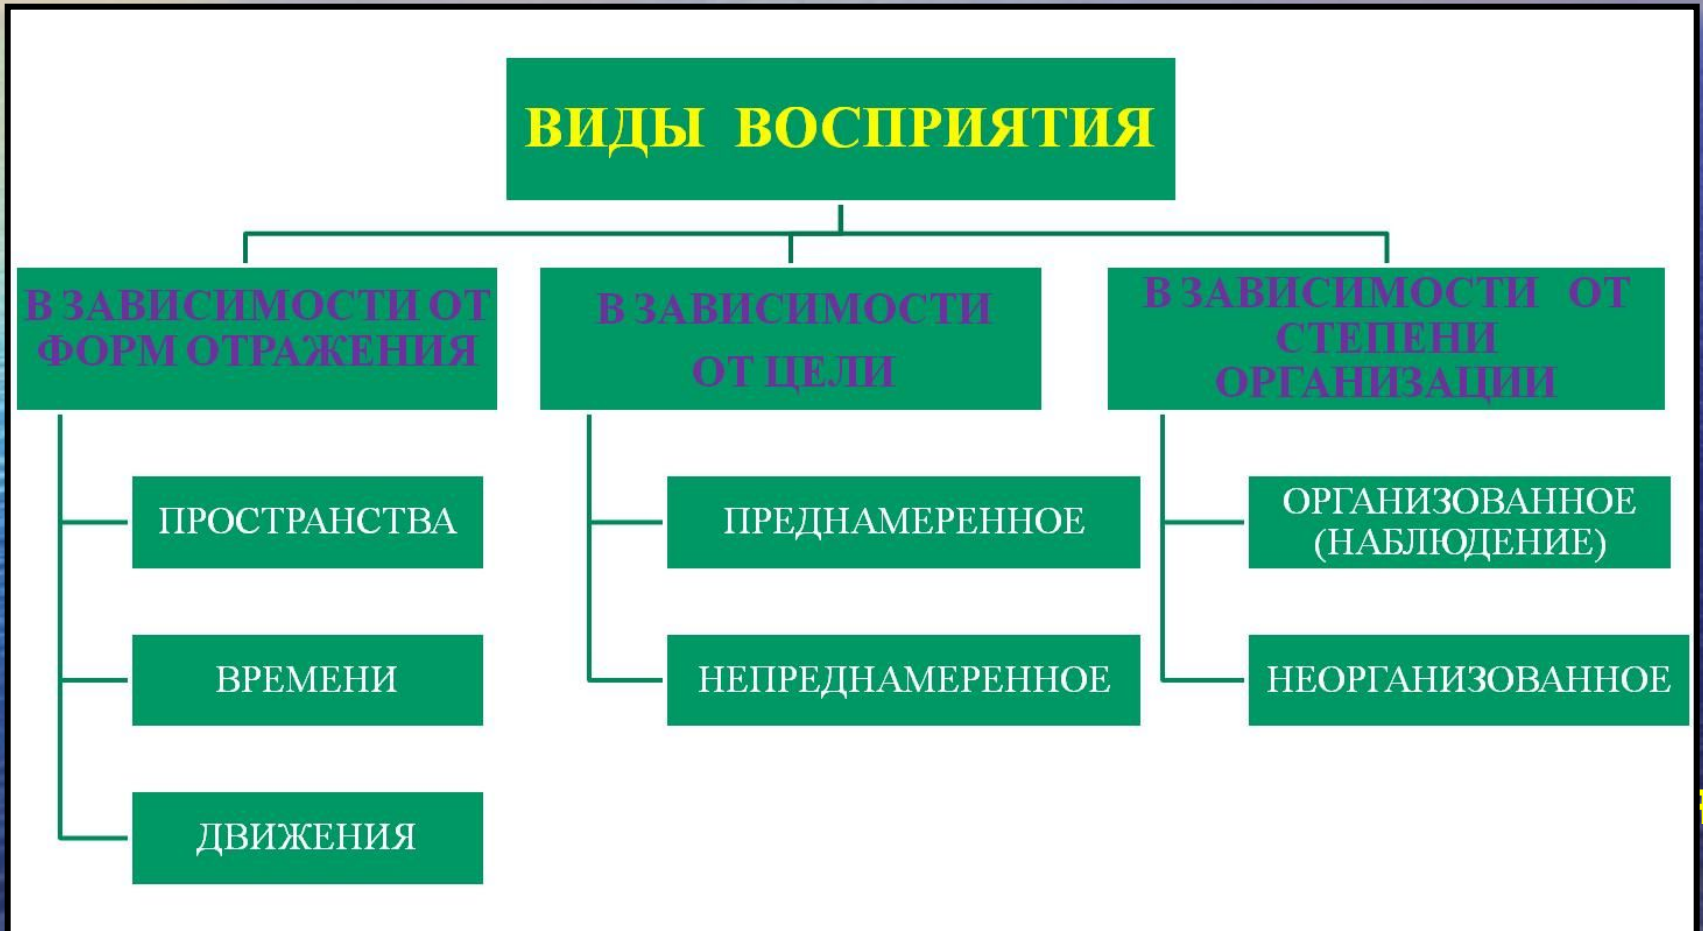 ВИДЫ ВОСПРИЯТИЯ
В ЗАВИСИМОСТИ ОТ
ФОРМ ОТРАЖЕНИЯ
ПРОСТРАНСТВА
ВРЕМЕНИ
ДВИЖЕНИЯ
В ЗАВИСИМОСТИ
ОТ ЦЕЛИ
ПРЕДНАМЕРЕННОЕ
НЕПРЕДНАМЕРЕННОЕ
В ЗАВИСИМОСТИ ОТ
СТЕПЕНИ
ОРГАНИЗАЦИИ
ОРГАНИЗОВАННОЕ
(НАБЛЮДЕНИЕ)
НЕОРГАНИЗОВАННОЕ